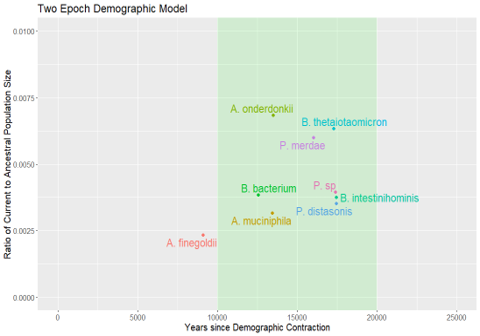 Two Epoch Demographic Model
Ratio of Current to Ancestral Population Size
0.0100
0.0075
0.0050
0.0025
0.0000
A. onderdonkii
B. thetaiotaomicron
P. merdae
P. sp
B. bacterium
B. intestinihominis
P. distasonis
A. muciniphila
A. finegoldii
0
5000
10000
15000
20000
25000
Years since Demographic Contraction